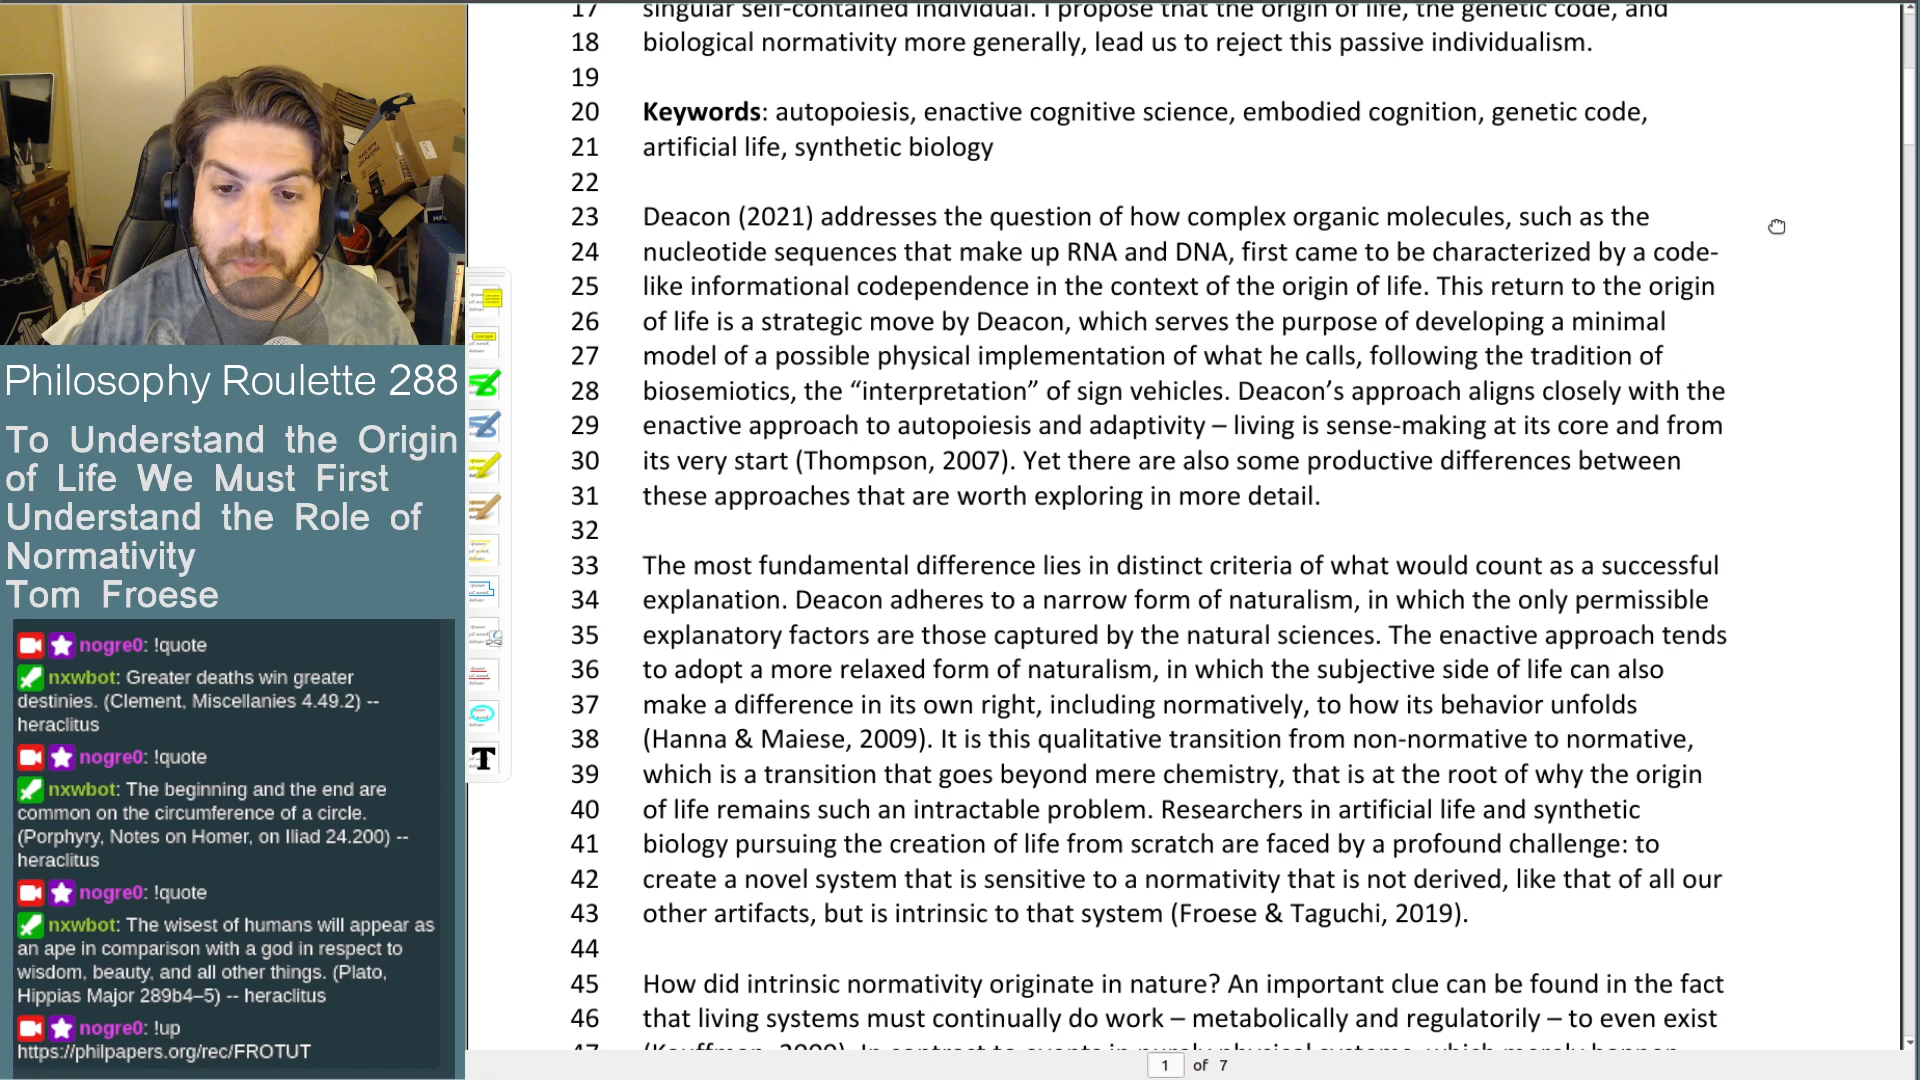 17 singular self-contained individual. I propose that the origin of life, the genetic code, and
18 biological normativity more generally, lead us to reject this passive individualism.
19
20 Keywords: autopoiesis, enactive cognitive science, embodied cognition, genetic code,
21 artificial life, synthetic biology
22
23 Deacon (2021) addresses the question of how complex organic molecules, such as the
24 nucleotide sequences that make up RNA and DNA, first came to be characterized by a code-
25 like informational codependence in the context of the origin of life. This return to the origin
26 of life is a strategic move by Deacon, which serves the purpose of developing a minimal
27 model of a possible physical implementation of what he calls, following the tradition of
28 biosemiotics, the “interpretation” of sign vehicles. Deacon’s approach aligns closely with the
29 enactive approach to autopoiesis and adaptivity – living is sense-making at its core and from
30 its very start (Thompson, 2007). Yet there are also some productive differences between
31 these approaches that are worth exploring in more detail.
32
33 The most fundamental difference lies in distinct criteria of what would count as a successful
34 explanation. Deacon adheres to a narrow form of naturalism, in which the only permissible
35 explanatory factors are those captured by the natural sciences. The enactive approach tends
36 to adopt a more relaxed form of naturalism, in which the subjective side of life can also
37 make a difference in its own right, including normatively, to how its behavior unfolds
38 (Hanna & Maiese, 2009). It is this qualitative transition from non-normative to normative,
39 which is a transition that goes beyond mere chemistry, that is at the root of why the origin
40 of life remains such an intractable problem. Researchers in artificial life and synthetic
41 biology pursuing the creation of life from scratch are faced by a profound challenge: to
42 create a novel system that is sensitive to a normativity that is not derived, like that of all our
43 other artifacts, but is intrinsic to that system (Froese & Taguchi, 2019).
44
45 How did intrinsic normativity originate in nature? An important clue can be found in the fact
46 that living systems must continually do work – metabolically and regulatorily – to even exist
1 of 7
Philosophy Roulette 288
To Understand the Origin
of Life We Must First
Understand the Role of
Normativity
Tom Froese
nogre0: !quote
nxwbot: Greater deaths win greater
destinies. (Clement, Miscellanies 4.49.2) --
heraclitus
nogre0: !quote
nxwbot: The beginning and the end are
common on the circumference of a circle.
(Porphyry, Notes on Homer, on Iliad 24.200) --
heraclitus
nogre0: !quote
nxwbot: The wisest of humans will appear as
an ape in comparison with a god in respect to
wisdom, beauty, and all other things. (Plato,
Hippias Major 289b4–5) -- heraclitus
nogre0: !up
https://philpapers.org/rec/FROTUT